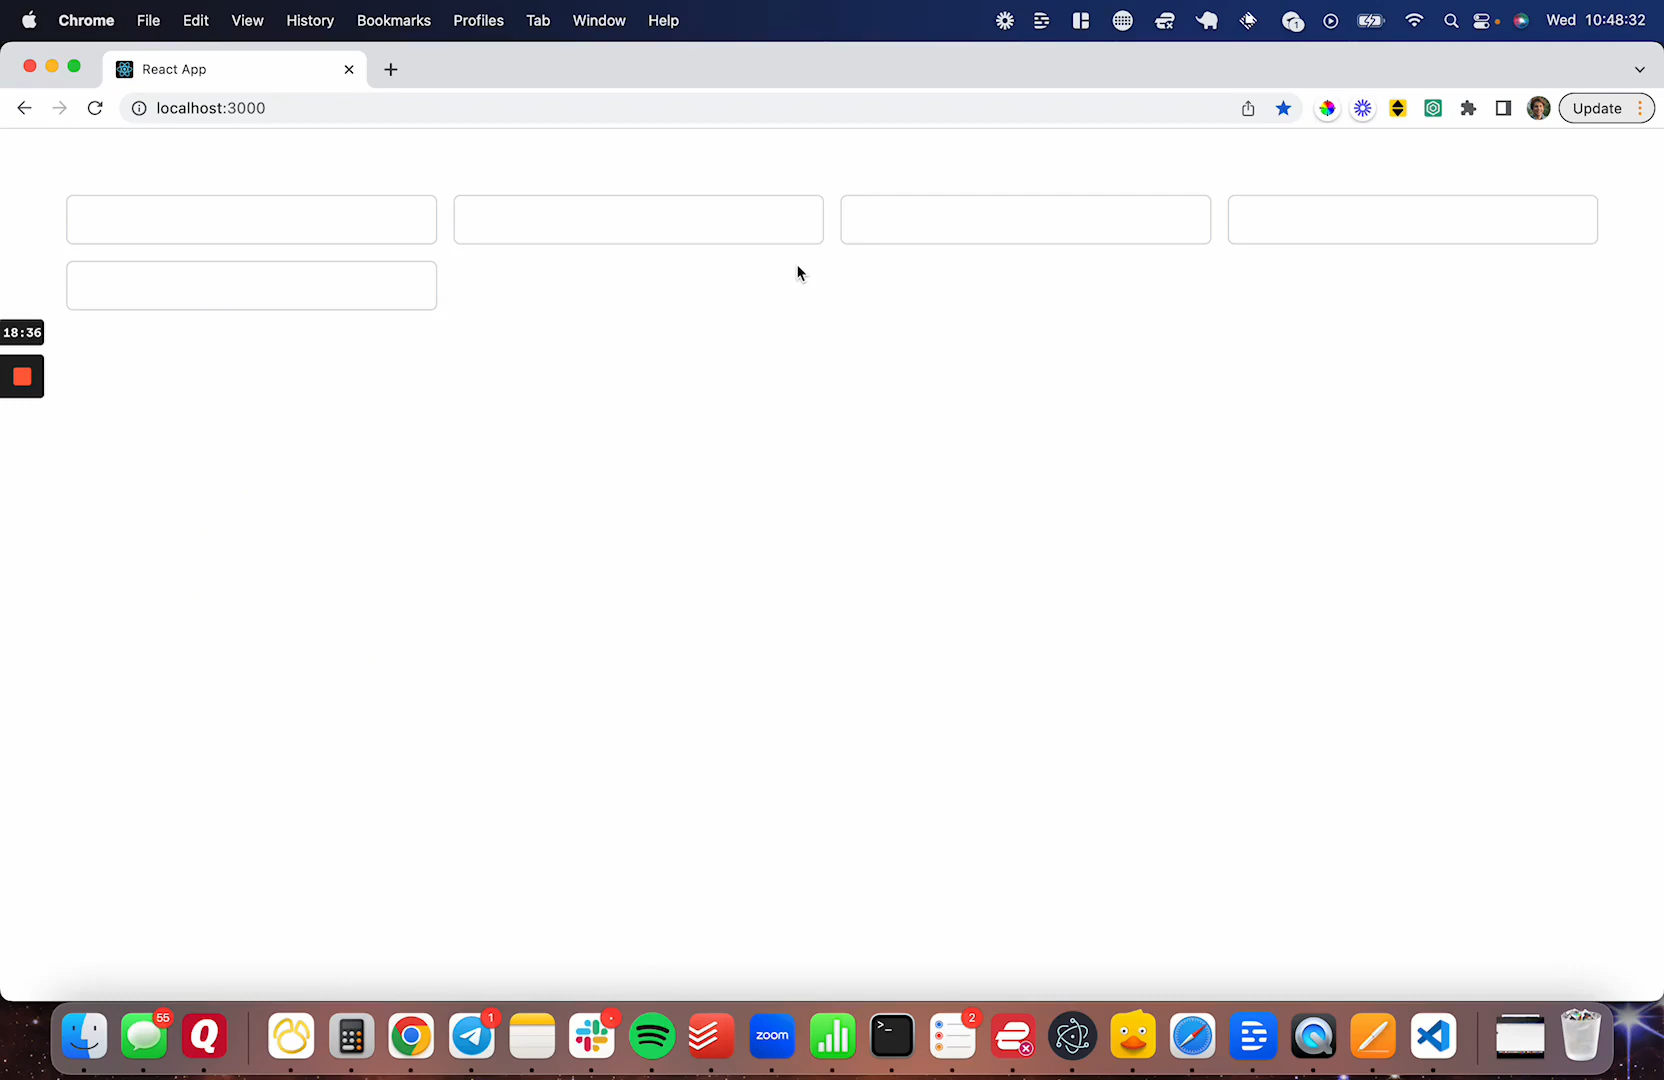 Chrome File Edit View History Bookmarks Profiles Tab Window Help 1 Wed 10:48:32
React App
localhost:3000 Update
18:36
55 1 2
zoom